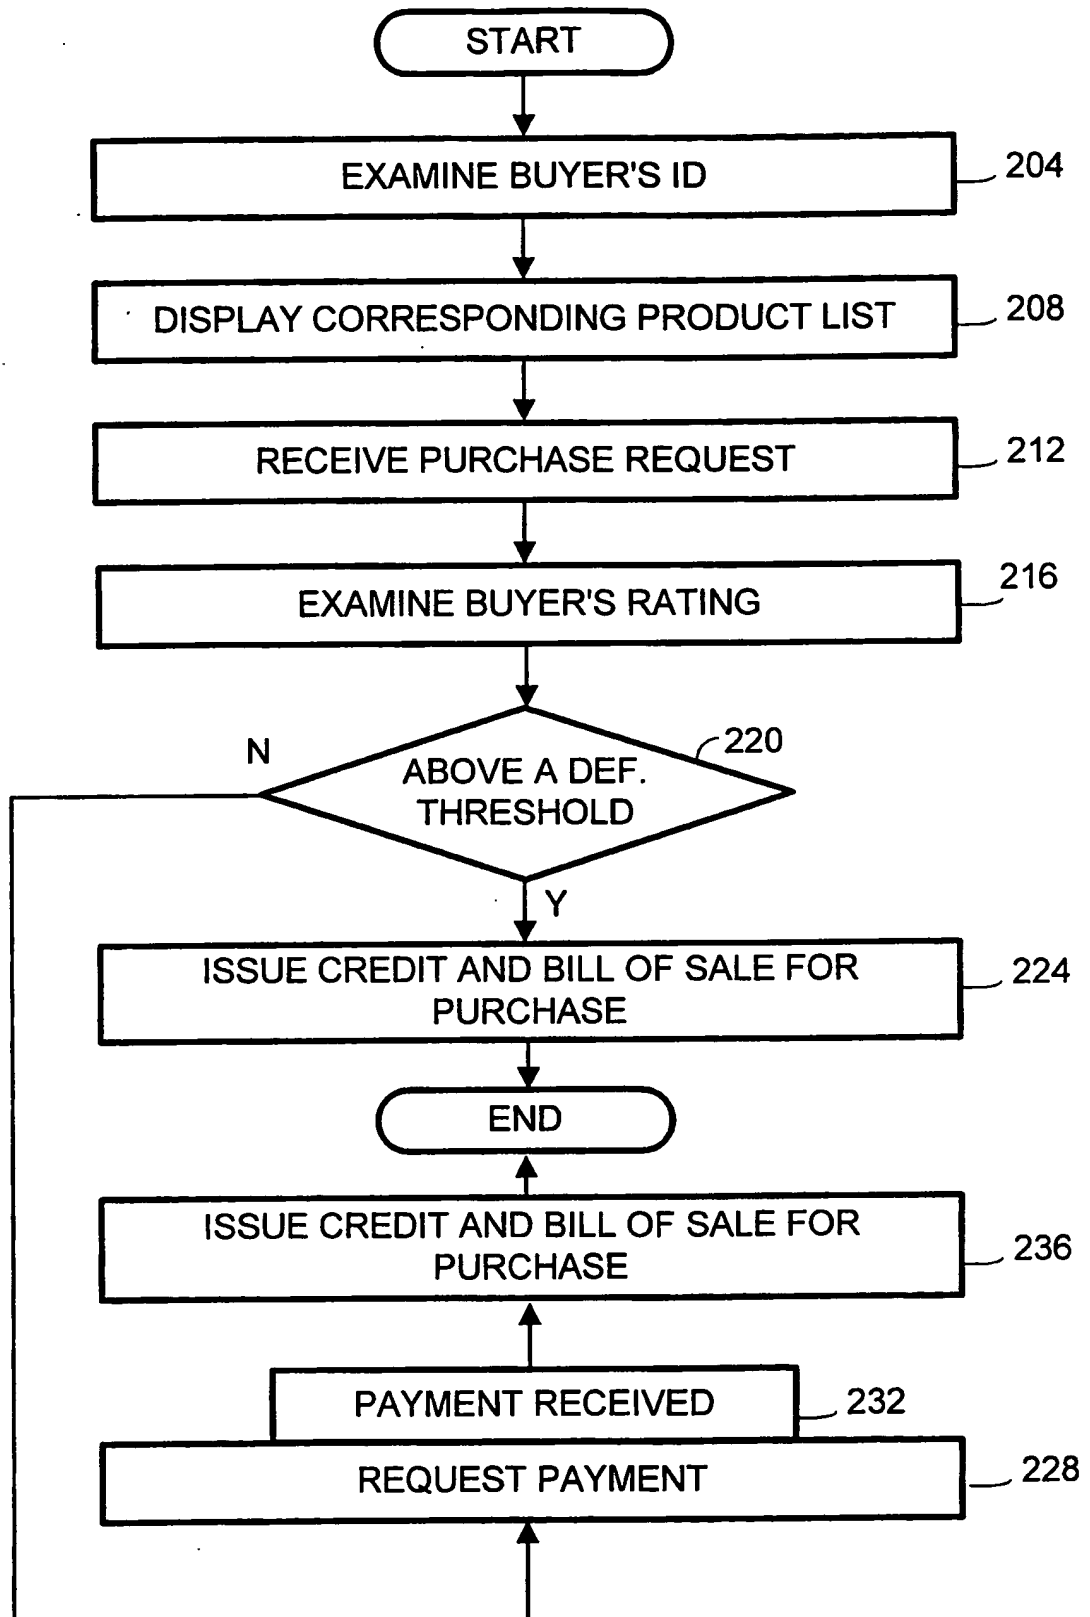 START
EXAMINE BUYER'S ID
204
DISPLAY CORRESPONDING PRODUCT LIST
208
RECEIVE PURCHASE REQUEST
212
EXAMINE BUYER'S RATING
216
N
220
ABOVE A DEF.
THRESHOLD
Y
ISSUE CREDIT AND BILL OF SALE FOR
PURCHASE
224
END
ISSUE CREDIT AND BILL OF SALE FOR
PURCHASE
236
PAYMENT RECEIVED
232
REQUEST PAYMENT
228